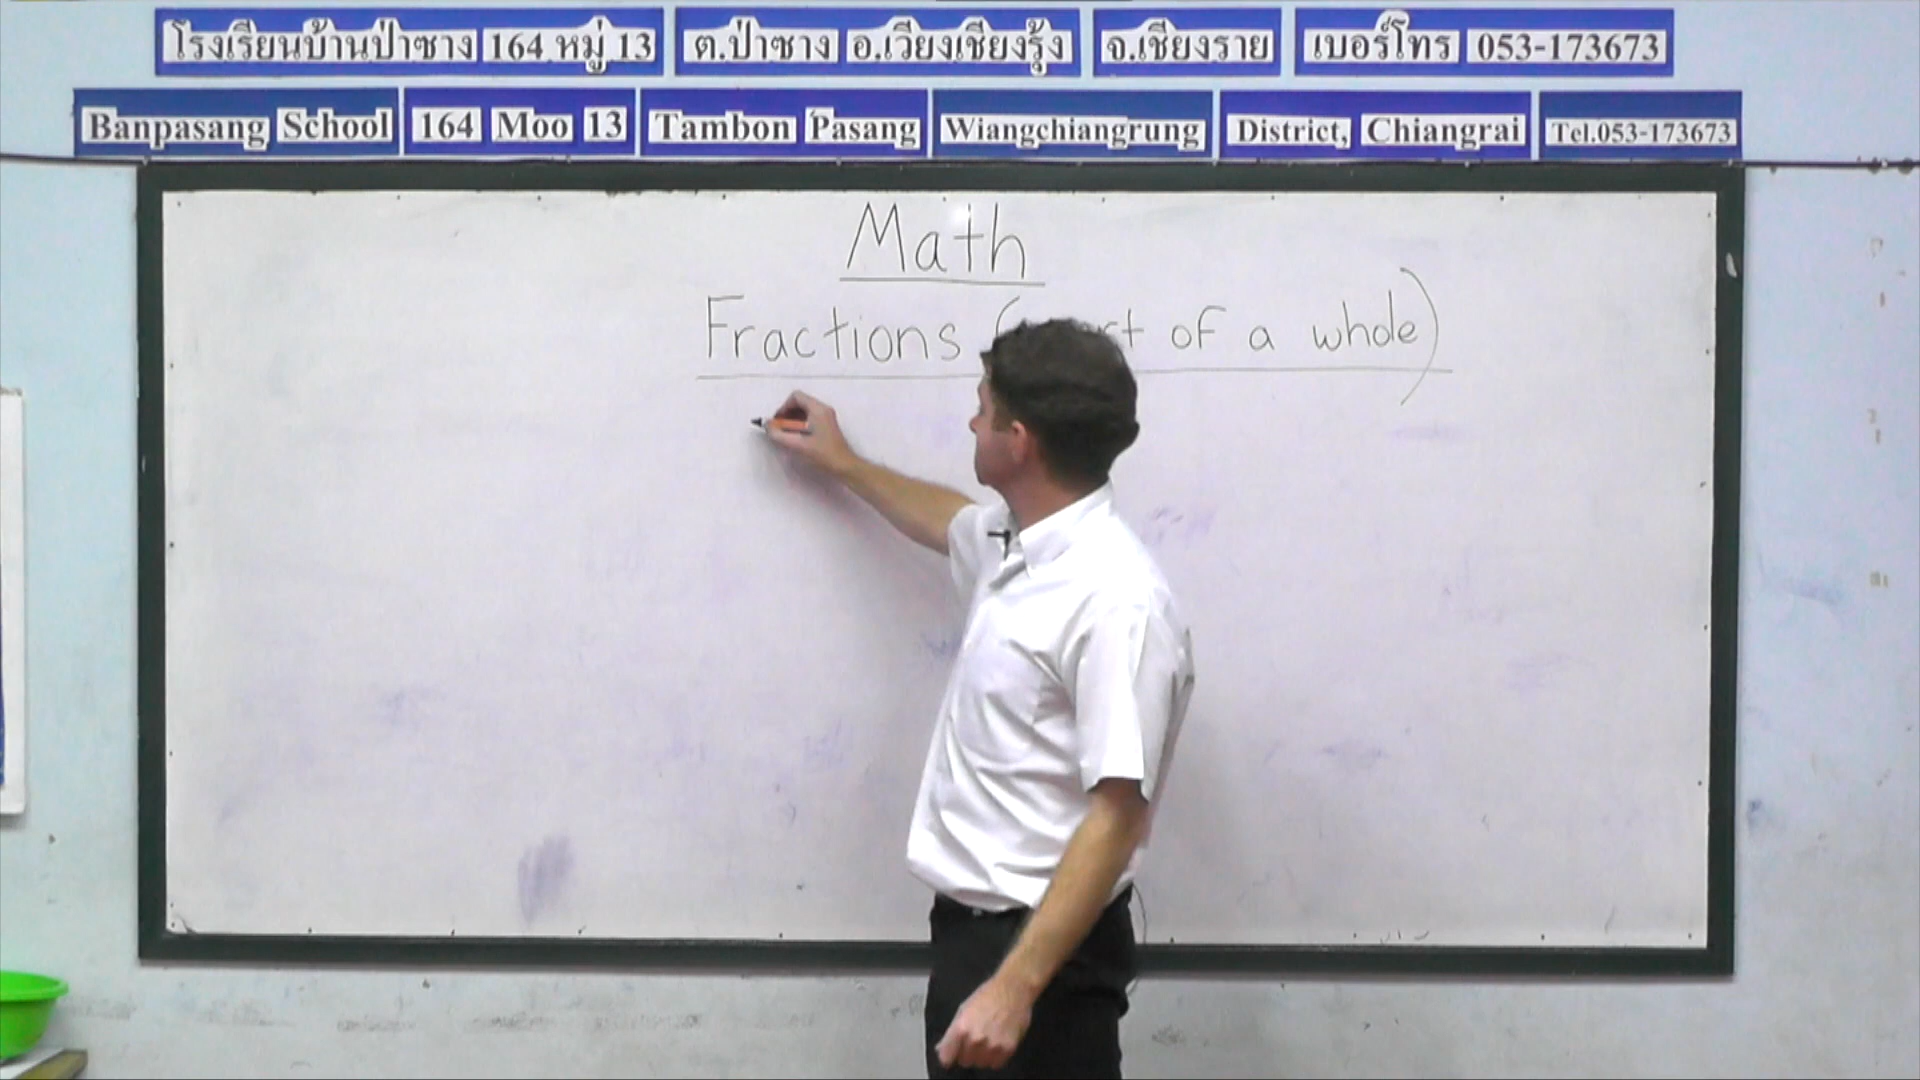 โรงเรียนบ้านป่าซาง 164 หมู่ 13 ต.ป่าซาง อ.เวียงเชียงรุ้ง จ.เชียงราย เบอร์โทร 053-173673
Banpasang School 164 Moo 13 Tambon Pasang Wiangchiangrung District, Chiangrai Tel.053-173673
Math
Fractions ( of a whole)